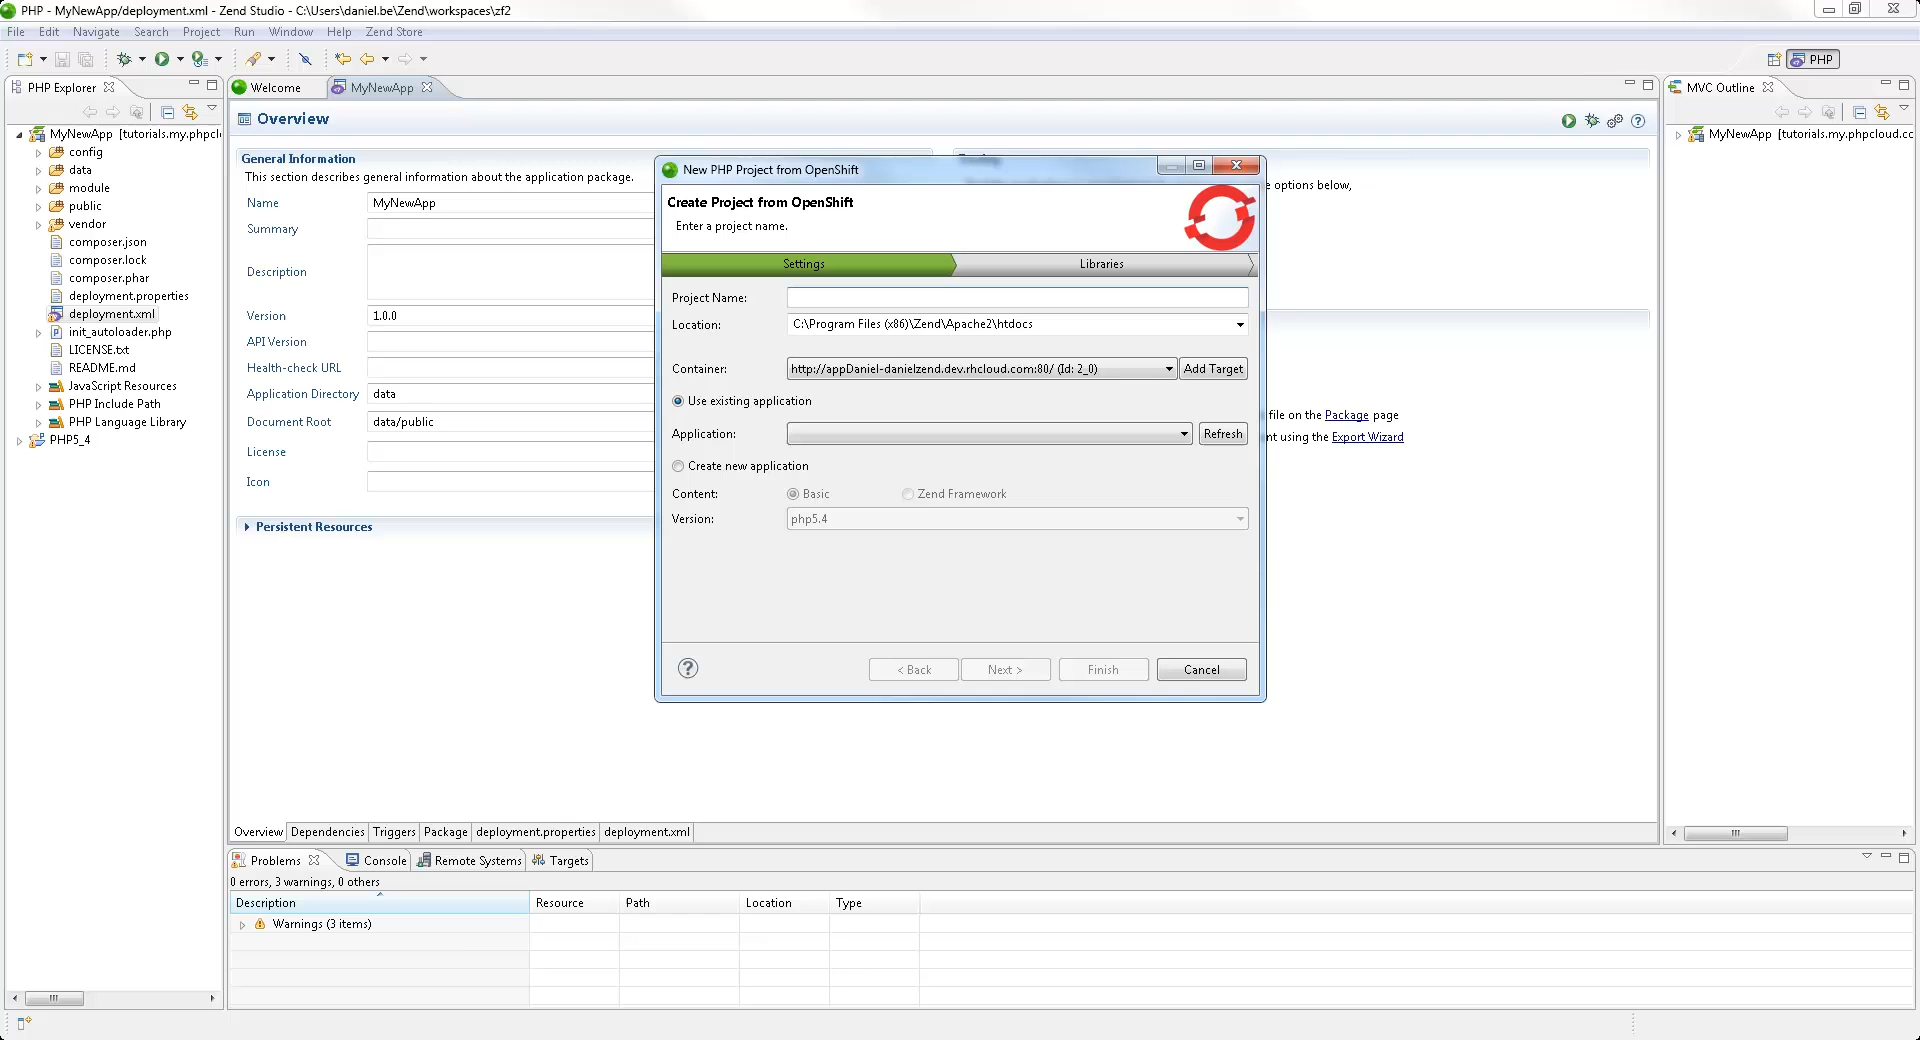 PHP - MyNewApp/deployment.xml - Zend Studio - C:\Users\daniel.be\Zend\workspaces\zf2
File Edit Navigate Search Project Run Window Help Zend Store
PHP
PHP Explorer
MyNewApp [tutorials.my.phpcl
config
data
module
public
vendor
composer.json
composer.lock
composer.phar
deployment.properties
deployment.xml
init_autoloader.php
LICENSE.txt
README.md
JavaScript Resources
PHP Include Path
PHP Language Library
PHP5_4
Welcome
MyNewApp
Overview
General Information
This section describes general information about the application package.
Name MyNewApp
Summary
Description
Version 1.0.0
API Version
Health-check URL
Application Directory data
Document Root data/public
License
Icon
Persistent Resources
e options below,
file on the Package page
nt using the Export Wizard
New PHP Project from OpenShift
Create Project from OpenShift
Enter a project name.
Settings
Libraries
Project Name:
Location: C:\Program Files (x86)\Zend\Apache2\htdocs
Container: http://appDaniel-danielzend.dev.rhcloud.com:80/ (Id: 2_0) Add Target
Use existing application
Application: Refresh
Create new application
Content: Basic Zend Framework
Version: php5.4
? < Back Next > Finish Cancel
Overview Dependencies Triggers Package deployment.properties deployment.xml
MVC Outline
MyNewApp [tutorials.my.phpcloud.cc
Problems Console Remote Systems Targets
0 errors, 3 warnings, 0 others
Description Resource Path Location Type
Warnings (3 items)